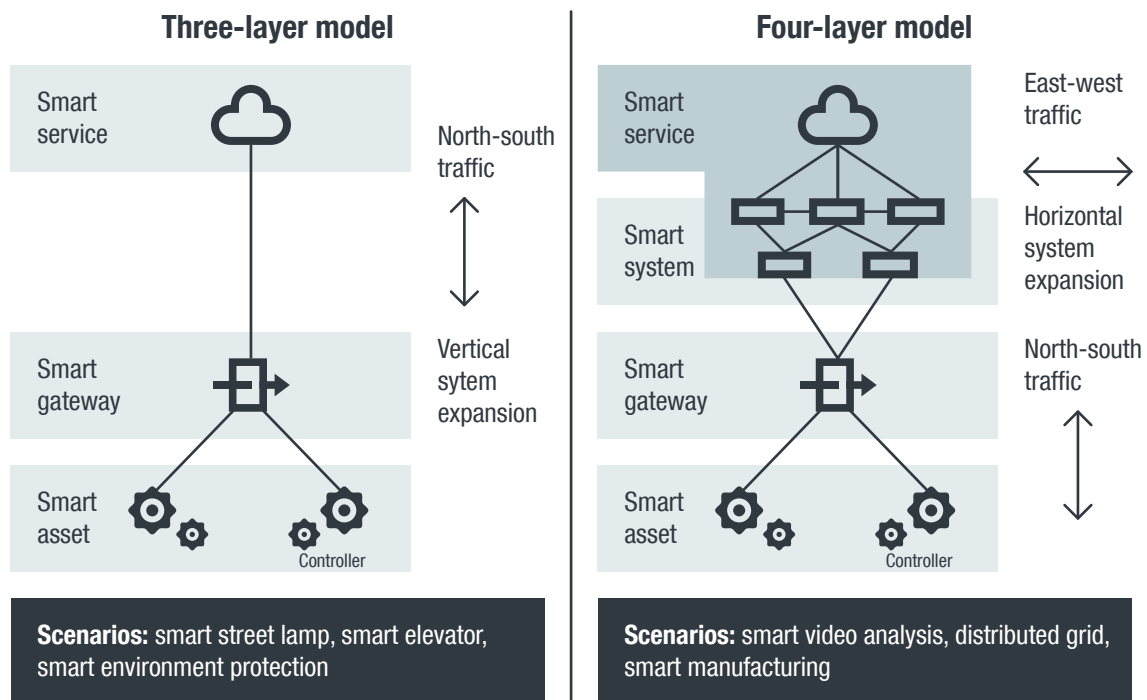 Three-layer model
Smart
service
North-south
traffic
Vertical
sytem
expansion
Smart
gateway
Smart
asset
Controller
Scenarios: smart street lamp, smart elevator,
smart environment protection
Four-layer model
Smart
service
East-west
traffic
Smart
system
Horizontal
system
expansion
Smart
gateway
North-south
traffic
Smart
asset
Controller
Scenarios: smart video analysis, distributed grid,
smart manufacturing